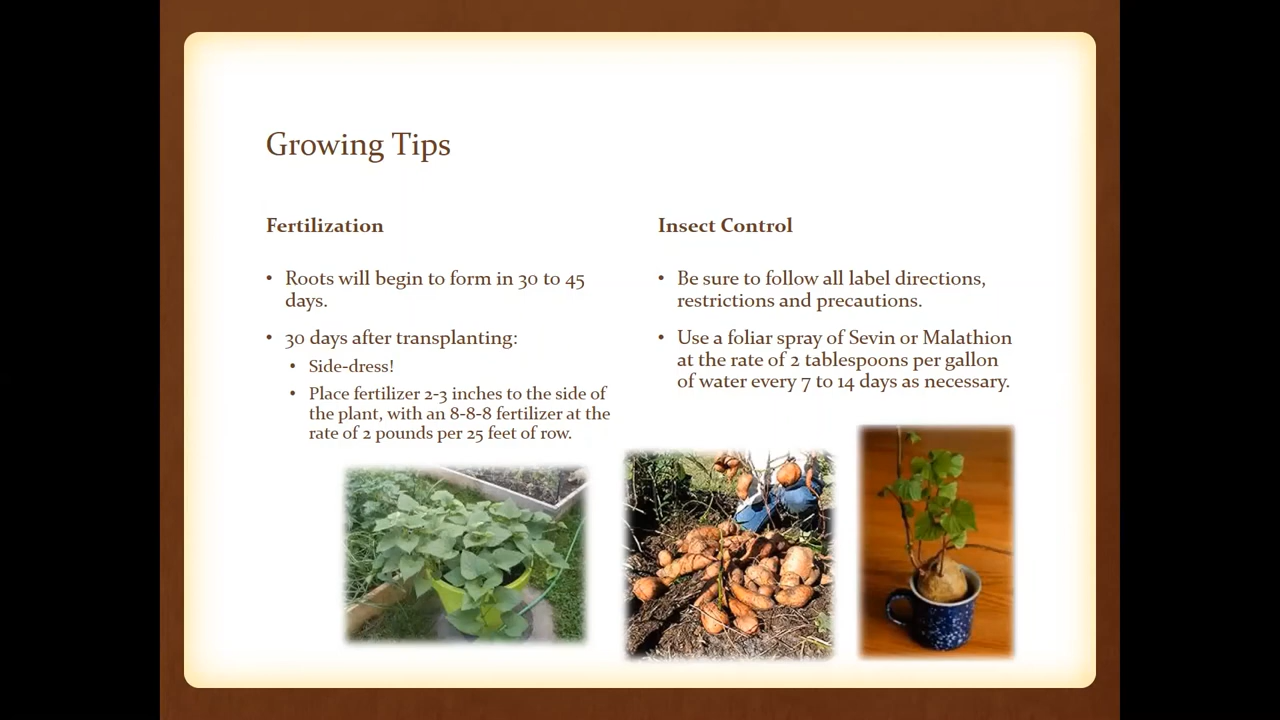 Growing Tips
Fertilization
• Roots will begin to form in 30 to 45
days.
• 30 days after transplanting:
• Side-dress!
• Place fertilizer 2-3 inches to the side of
the plant, with an 8-8-8 fertilizer at the
rate of 2 pounds per 25 feet of row.
Insect Control
• Be sure to follow all label directions,
restrictions and precautions.
• Use a foliar spray of Sevin or Malathion
at the rate of 2 tablespoons per gallon
of water every 7 to 14 days as necessary.